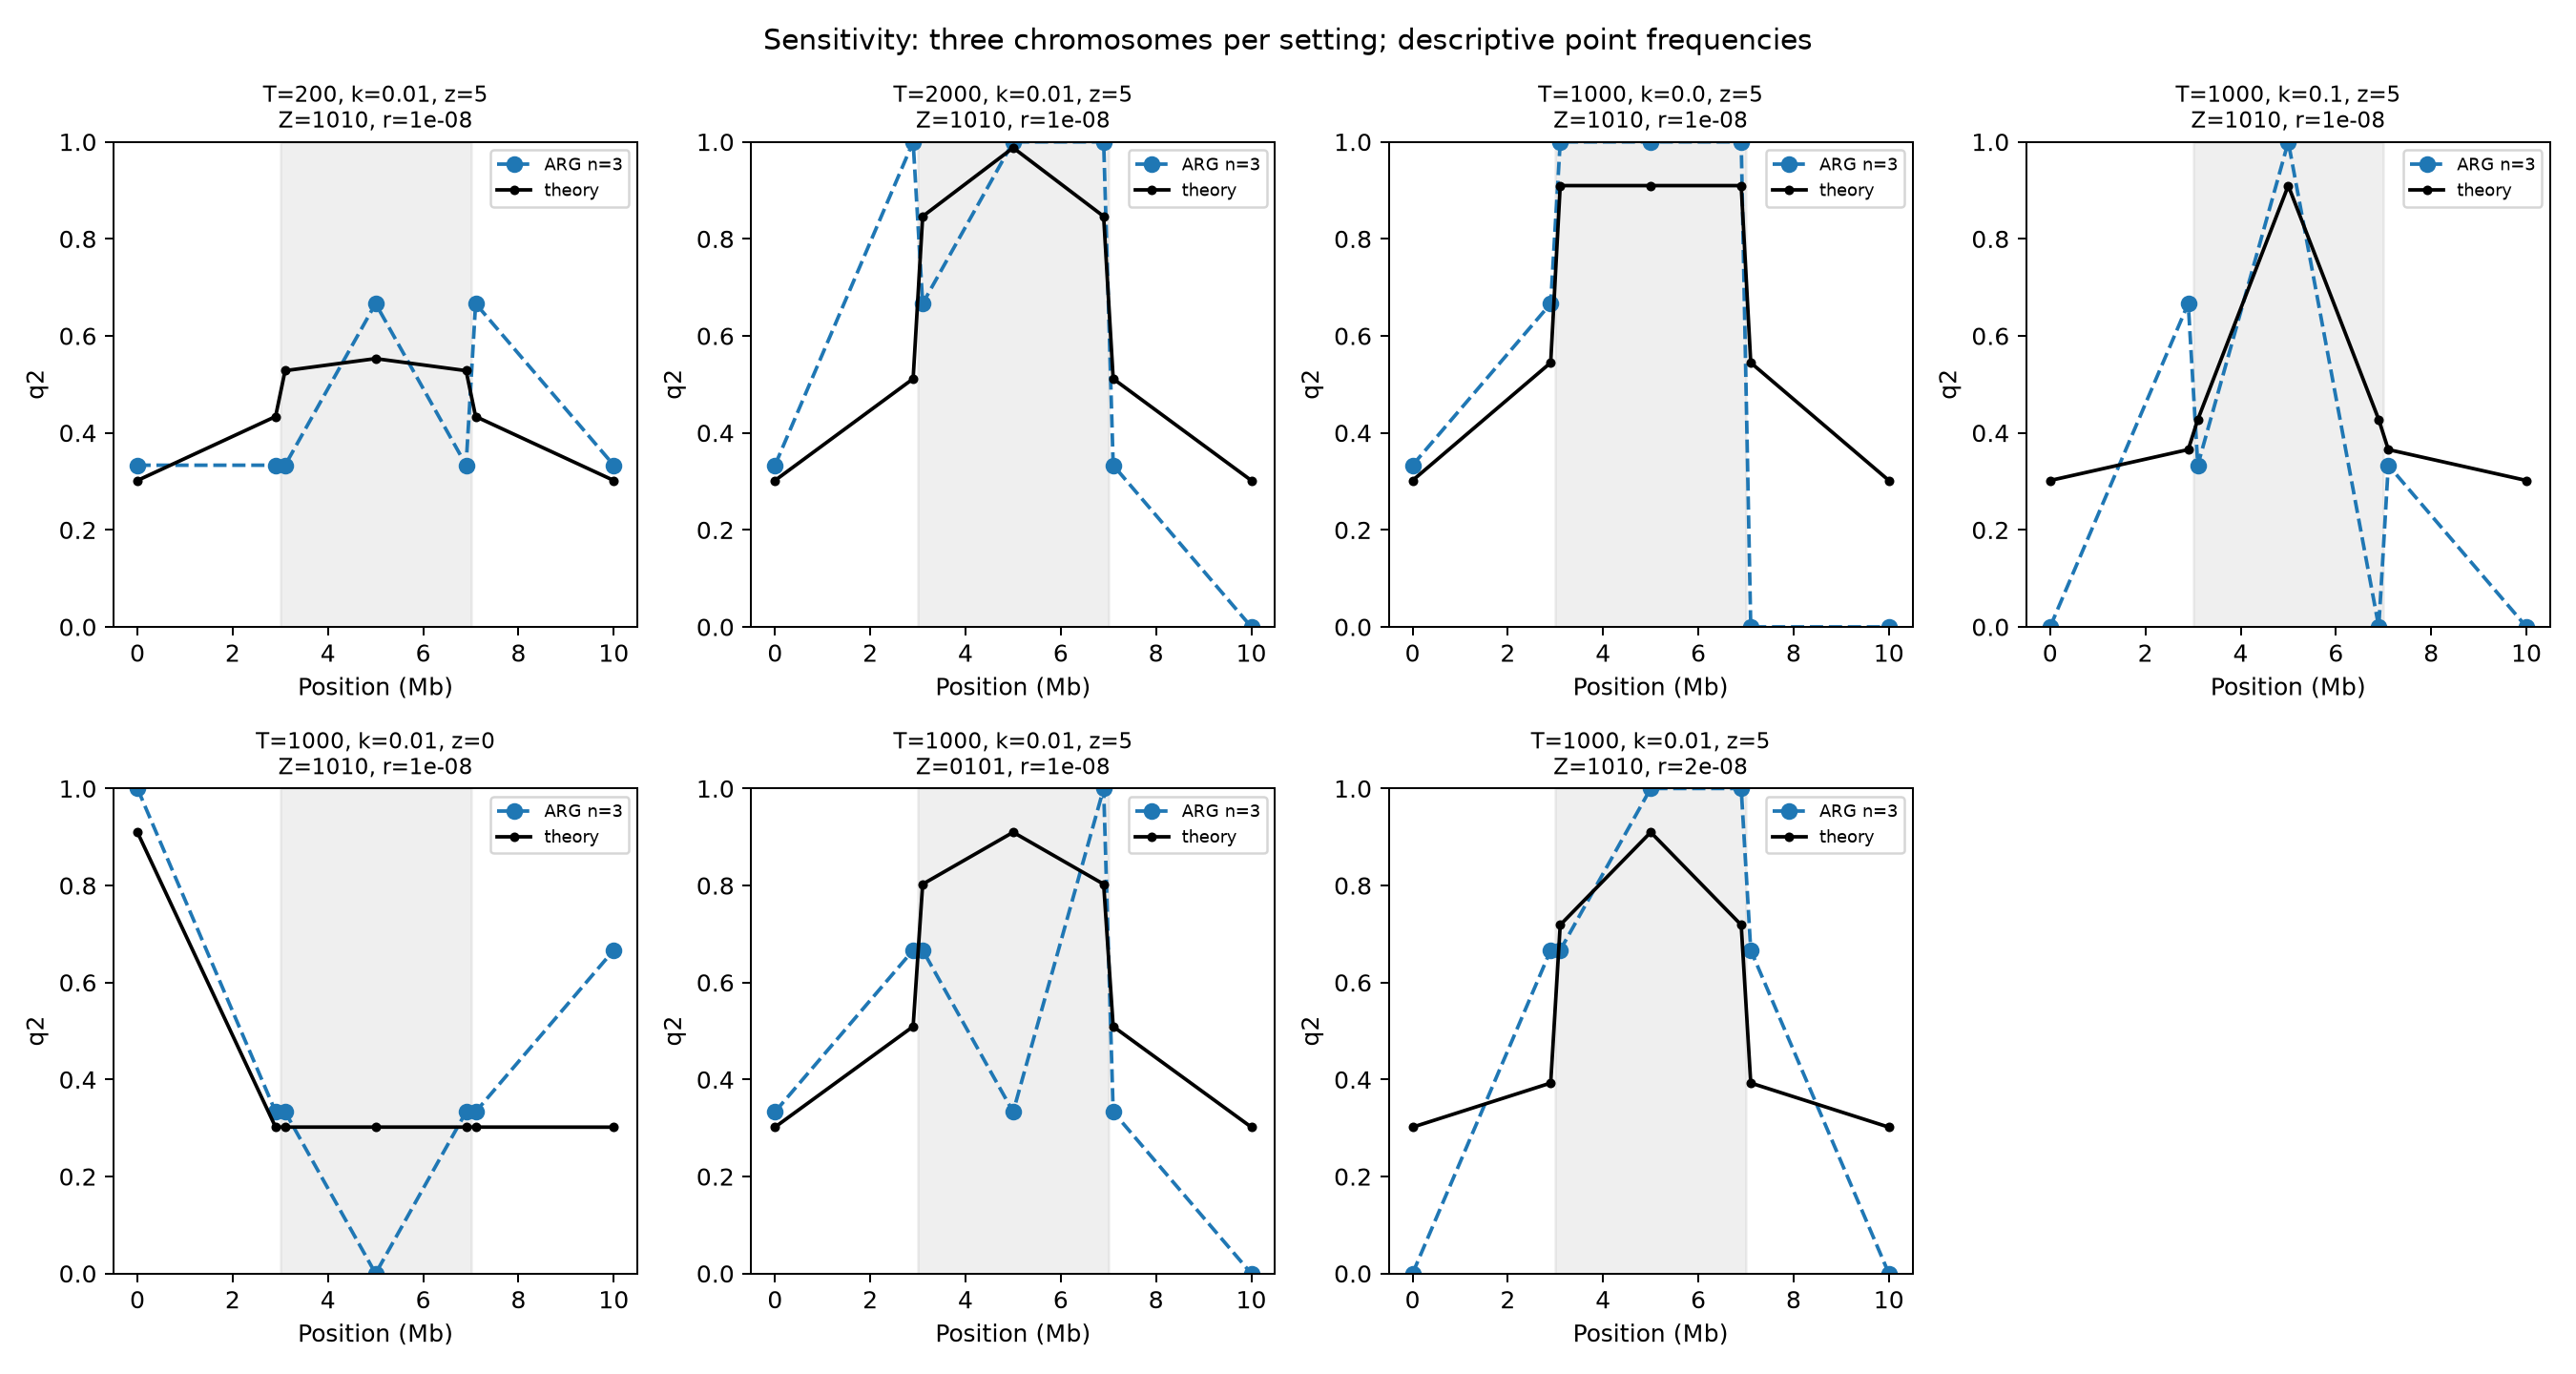 Sensitivity: three chromosomes per setting; descriptive point frequencies
T=200, k=0.01, z=5
Z=1010, r=1e-08
ARG n=3
theory
1.0
0.8
0.6
0.4
0.2
0.0
q2
0 2 4 6 8 10
Position (Mb)
T=2000, k=0.01, z=5
Z=1010, r=1e-08
ARG n=3
theory
1.0
0.8
0.6
0.4
0.2
0.0
q2
0 2 4 6 8 10
Position (Mb)
T=1000, k=0.0, z=5
Z=1010, r=1e-08
ARG n=3
theory
1.0
0.8
0.6
0.4
0.2
0.0
q2
0 2 4 6 8 10
Position (Mb)
T=1000, k=0.1, z=5
Z=1010, r=1e-08
ARG n=3
theory
1.0
0.8
0.6
0.4
0.2
0.0
q2
0 2 4 6 8 10
Position (Mb)
T=1000, k=0.01, z=0
Z=1010, r=1e-08
ARG n=3
theory
1.0
0.8
0.6
0.4
0.2
0.0
q2
0 2 4 6 8 10
Position (Mb)
T=1000, k=0.01, z=5
Z=0101, r=1e-08
ARG n=3
theory
1.0
0.8
0.6
0.4
0.2
0.0
q2
0 2 4 6 8 10
Position (Mb)
T=1000, k=0.01, z=5
Z=1010, r=2e-08
ARG n=3
theory
1.0
0.8
0.6
0.4
0.2
0.0
q2
0 2 4 6 8 10
Position (Mb)